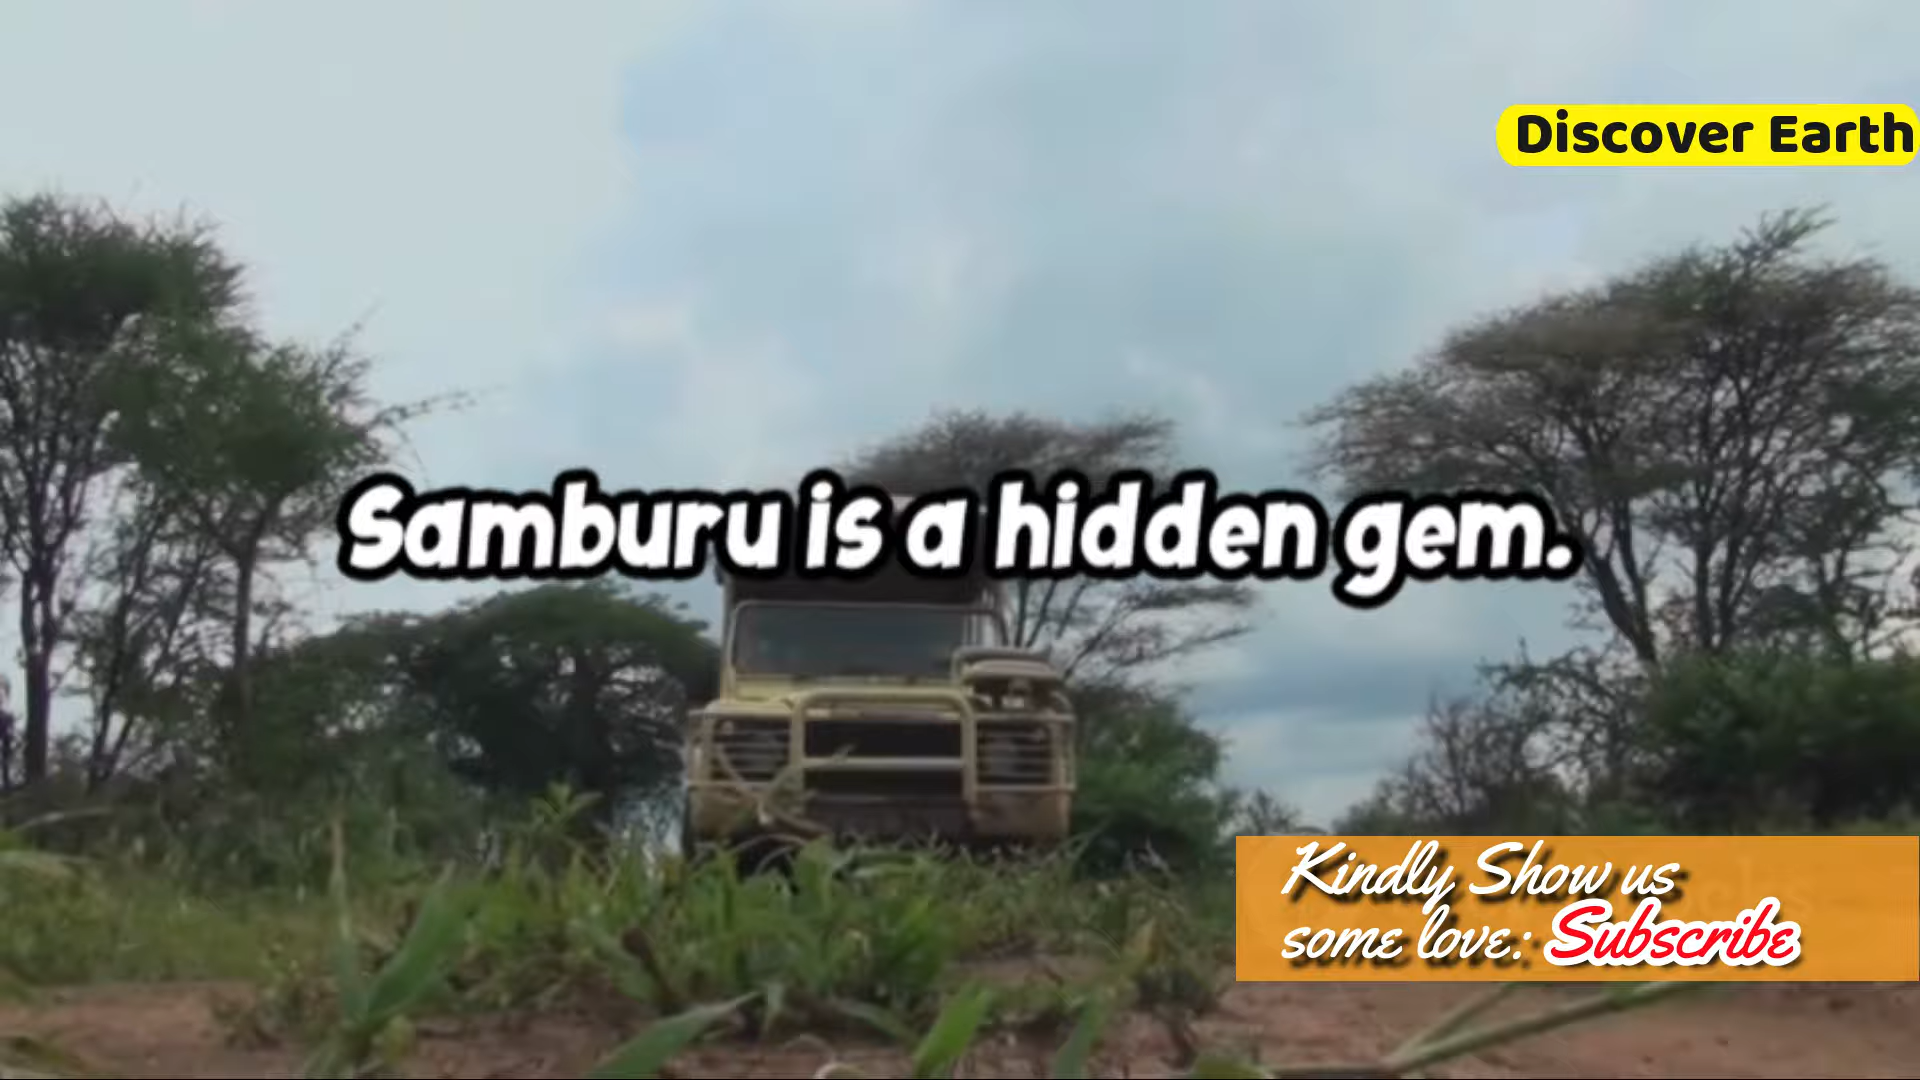 Discover Earth
Samburu is a hidden gem.
Kindly Show us
some love: Subscribe